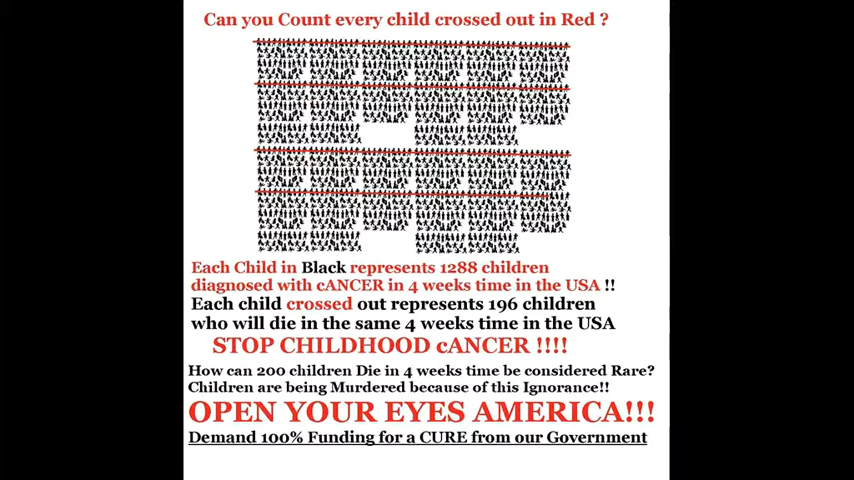 Can you Count every child crossed out in Red ?
Each Child in Black represents 1288 children
diagnosed with cANCER in 4 weeks time in the USA !!
Each child crossed out represents 196 children
who will die in the same 4 weeks time in the USA
STOP CHILDHOOD cANCER !!!!
How can 200 children Die in 4 weeks time be considered Rare?
Children are being Murdered because of this Ignorance!!
OPEN YOUR EYES AMERICA!!!
Demand 100% Funding for a CURE from our Government